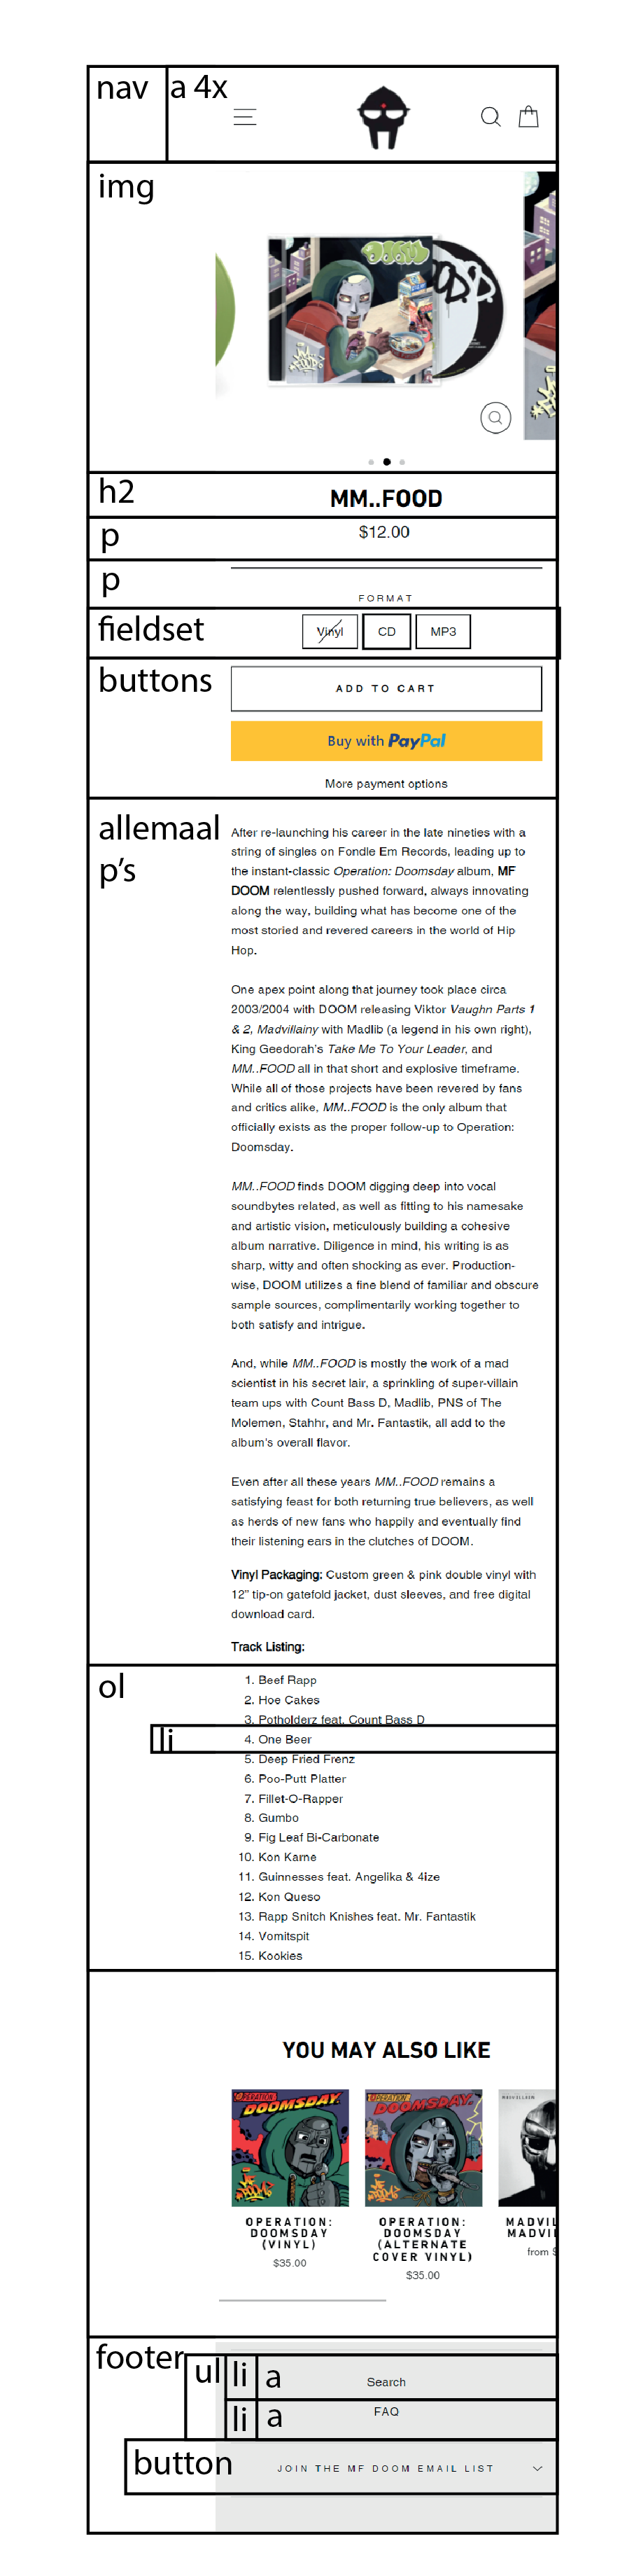 nav
a 4x
img
h2
MM..FOOD
p
$12.00
p
FORMAT
fieldset
Vinyl
CD
MP3
buttons
ADD TO CART
Buy with PayPal
More payment options
allemaal
p's
After re-launching his career in the late nineties with a
string of singles on Fondle Em Records, leading up to
the instant-classic Operation: Doomsday album, MF
DOOM relentlessly pushed forward, always innovating
along the way, building what has become one of the
most storied and revered careers in the world of Hip
Hop.
One apex point along that journey took place circa
2003/2004 with DOOM releasing Viktor Vaughn Parts 1
& 2, Madvillainy with Madlib (a legend in his own right),
King Geedorah's Take Me To Your Leader, and
MM..FOOD all in that short and explosive timeframe.
While all of those projects have been revered by fans
and critics alike, MM..FOOD is the only album that
officially exists as the proper follow-up to Operation:
Doomsday.
MM..FOOD finds DOOM digging deep into vocal
soundbytes related, as well as fitting to his namesake
and artistic vision, meticulously building a cohesive
album narrative. Diligence in mind, his writing is as
sharp, witty and often shocking as ever. Production-
wise, DOOM utilizes a fine blend of familiar and obscure
sample sources, complimentarily working together to
both satisfy and intrigue.
And, while MM..FOOD is mostly the work of a mad
scientist in his secret lair, a sprinkling of super-villain
team ups with Count Bass D, Madlib, PNS of The
Molemen, Stahhr, and Mr. Fantastik, all add to the
album's overall flavor.
Even after all these years MM..FOOD remains a
satisfying feast for both returning true believers, as well
as herds of new fans who happily and eventually find
their listening ears in the clutches of DOOM.
Vinyl Packaging: Custom green & pink double vinyl with
12" tip-on gatefold jacket, dust sleeves, and free digital
download card.
Track Listing:
ol
1. Beef Rapp
2. Hoe Cakes
3. Potholderz feat. Count Bass D
li
4. One Beer
5. Deep Fried Frenz
6. Poo-Putt Platter
7. Fillet-O-Rapper
8. Gumbo
9. Fig Leaf Bi-Carbonate
10. Kon Karne
11. Guinnesses feat. Angelika & 4ize
12. Kon Queso
13. Rapp Snitch Knishes feat. Mr. Fantastik
14. Vomitspit
15. Kookies
YOU MAY ALSO LIKE
OPERATION:
DOOMSDAY
OPERATION:
DOOMSDAY
MADVILLAIN
OPERATION:
DOOMSDAY
(VINYL)
$35.00
OPERATION:
DOOMSDAY
(ALTERNATE
COVER VINYL)
$35.00
MADVIL
MADVI
from $
footer
ul
li
a
Search
li
a
FAQ
button
JOIN THE MF DOOM EMAIL LIST